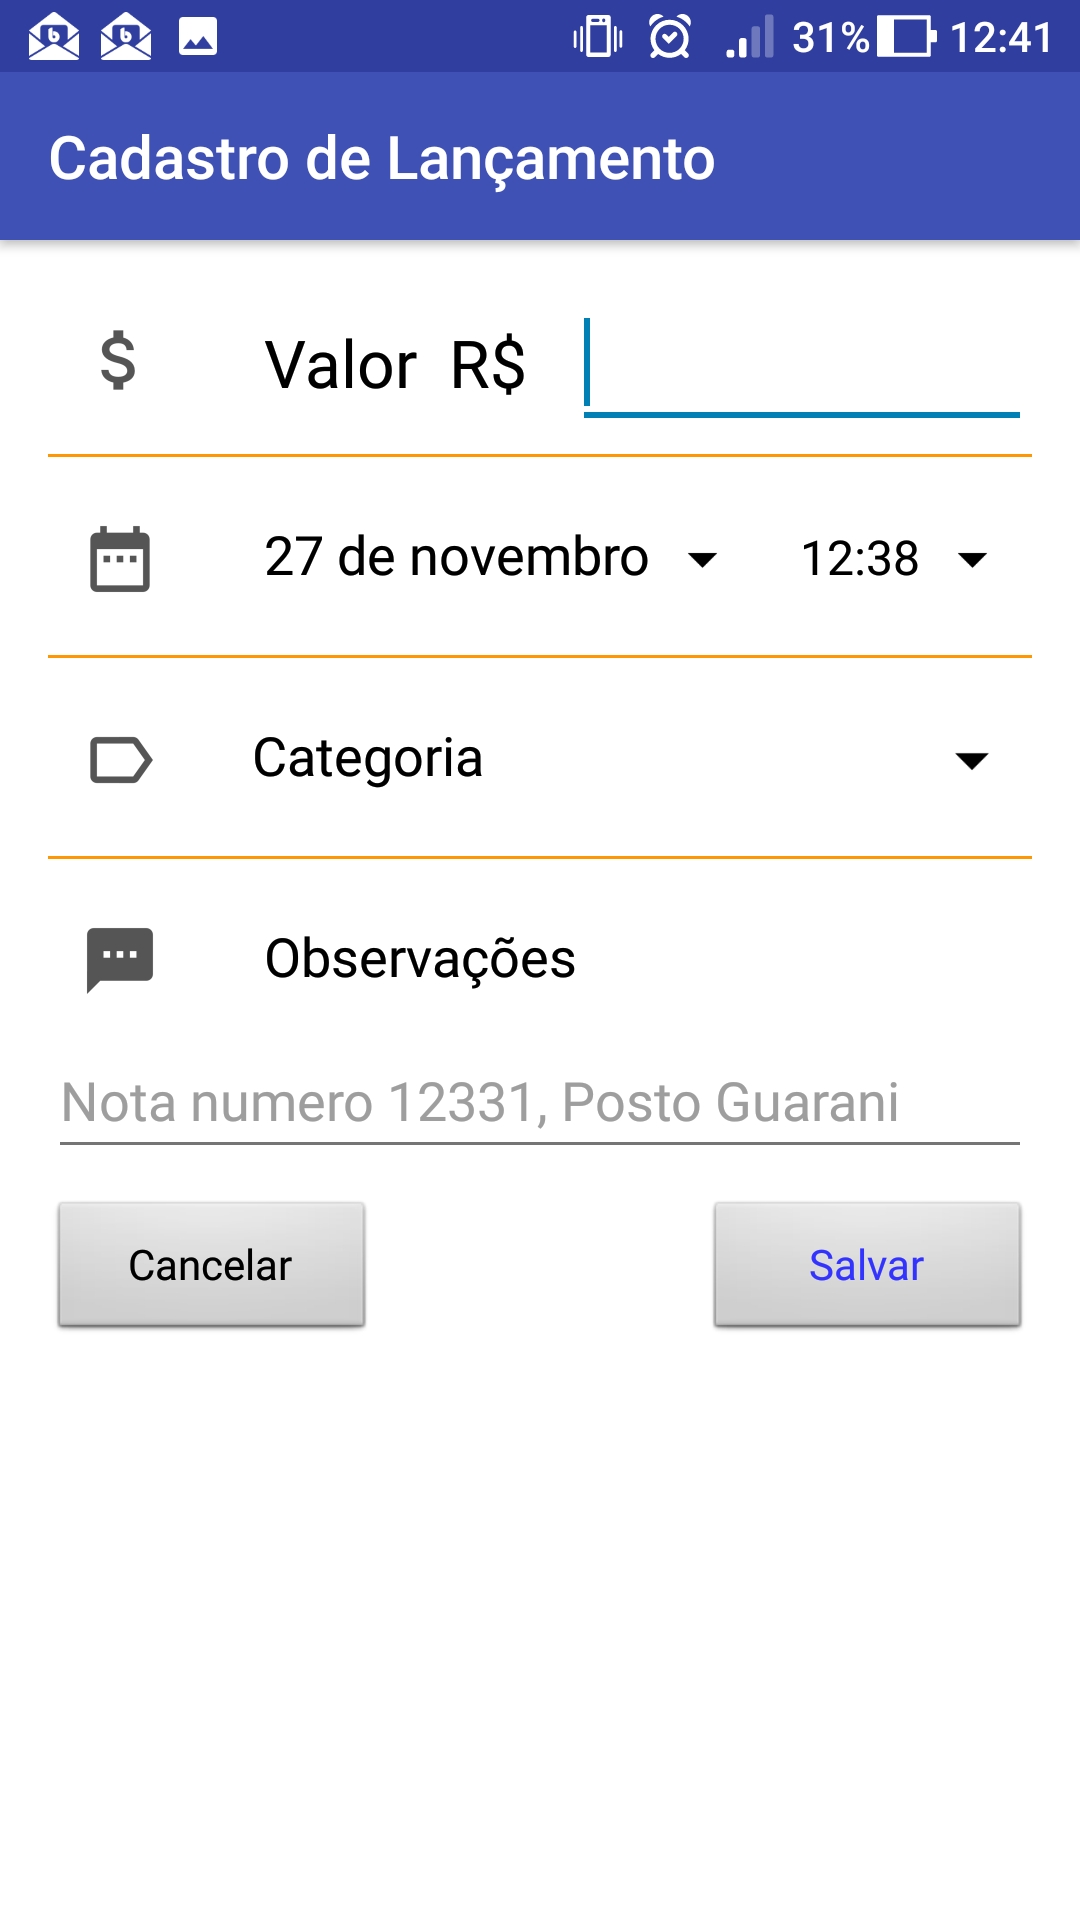 31% 12:41
Cadastro de Lançamento
$ Valor R$
27 de novembro 12:38
Categoria
Observações
Nota numero 12331, Posto Guarani
Cancelar Salvar